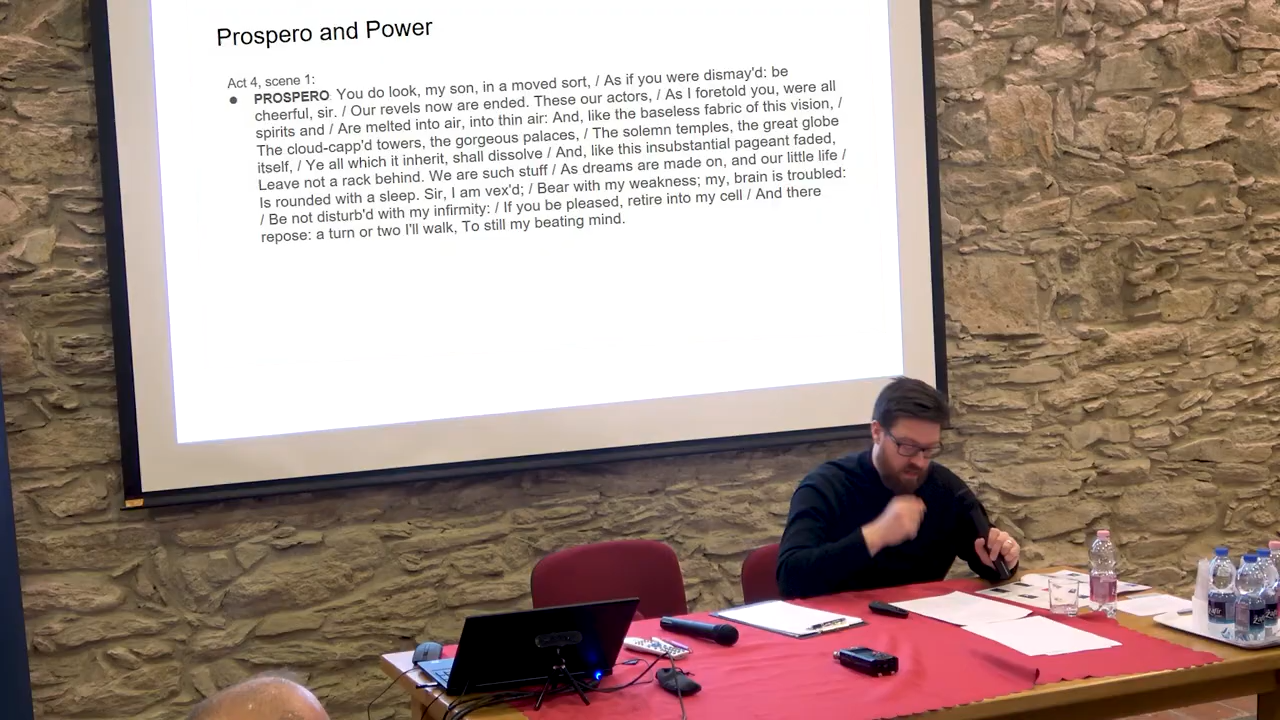 Prospero and Power
Act 4, scene 1:
● PROSPERO. You do look, my son, in a moved sort, / As if you were dismay'd: be
cheerful, sir. / Our revels now are ended. These our actors, / As I foretold you, were all
spirits and / Are melted into air, into thin air: And, like the baseless fabric of this vision, /
The cloud-capp'd towers, the gorgeous palaces, / The solemn temples, the great globe
itself, / Ye all which it inherit, shall dissolve / And, like this insubstantial pageant faded,
Leave not a rack behind. We are such stuff / As dreams are made on, and our little life /
Is rounded with a sleep. Sir, I am vex'd; / Bear with my weakness; my, brain is troubled:
/ Be not disturb'd with my infirmity: / If you be pleased, retire into my cell / And there
repose: a turn or two I'll walk, To still my beating mind.